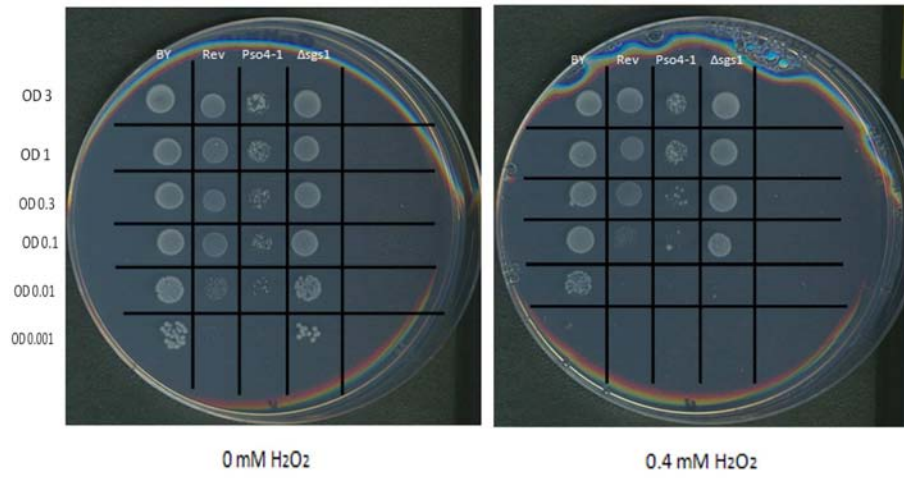 BY Rev Pso4-1 Δsgs1
BY Rev Pso4-1 Δsgs1
OD 3
OD 1
OD 0.3
OD 0.1
OD 0.01
OD 0.001
0 mM H₂O₂
0.4 mM H₂O₂